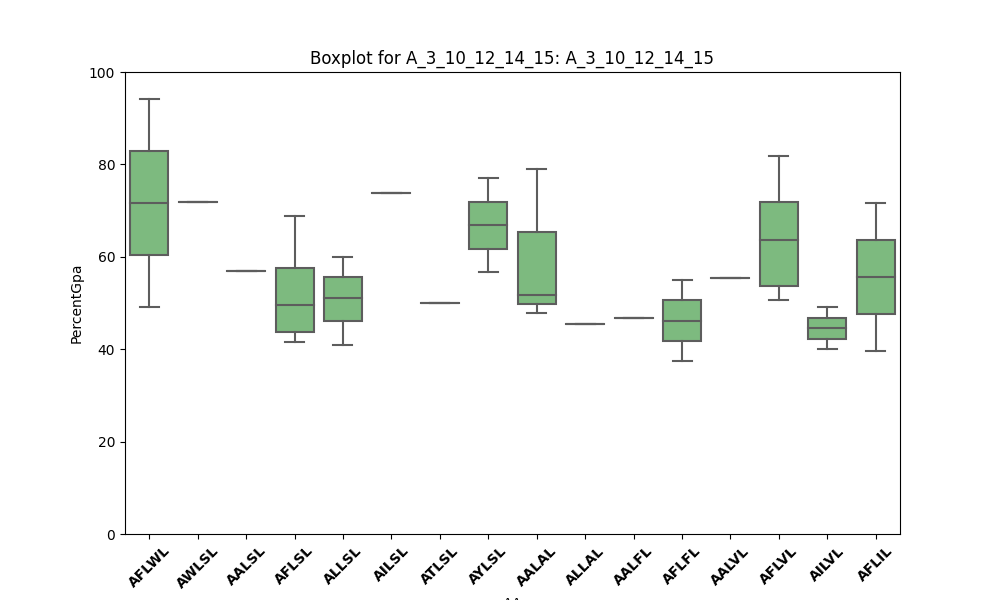 Boxplot for A_3_10_12_14_15: A_3_10_12_14_15
100
80
60
40
20
0
PercentGpa
AFLWL
AWLSL
AALSL
AFLSL
ALLSL
AILSL
ATLSL
AYLSL
AALAL
ALLAL
AALFL
AFLFL
AALVL
AFLVL
AILVL
AFLIL